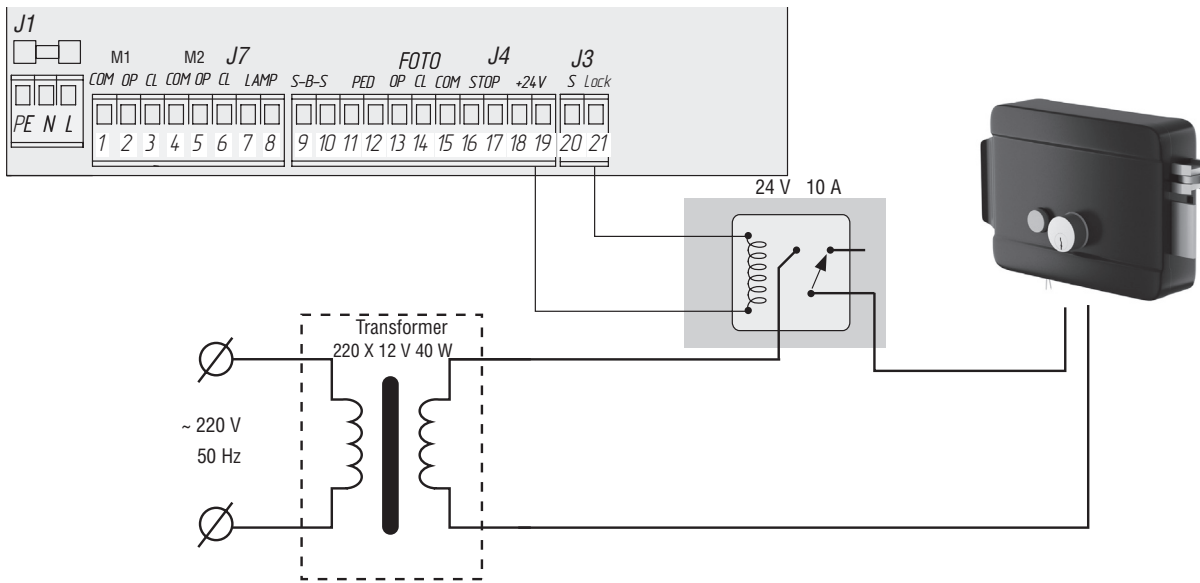 J1
M1 M2 J7 FOTO J4 J3
COM OP CL COM OP CL LAMP S-B-S PED OP CL COM STOP +24V S Lock
PE N L
1 2 3 4 5 6 7 8 9 10 11 12 13 14 15 16 17 18 19 20 21
24 V 10 A
Transformer
220 X 12 V 40 W
~ 220 V
50 Hz